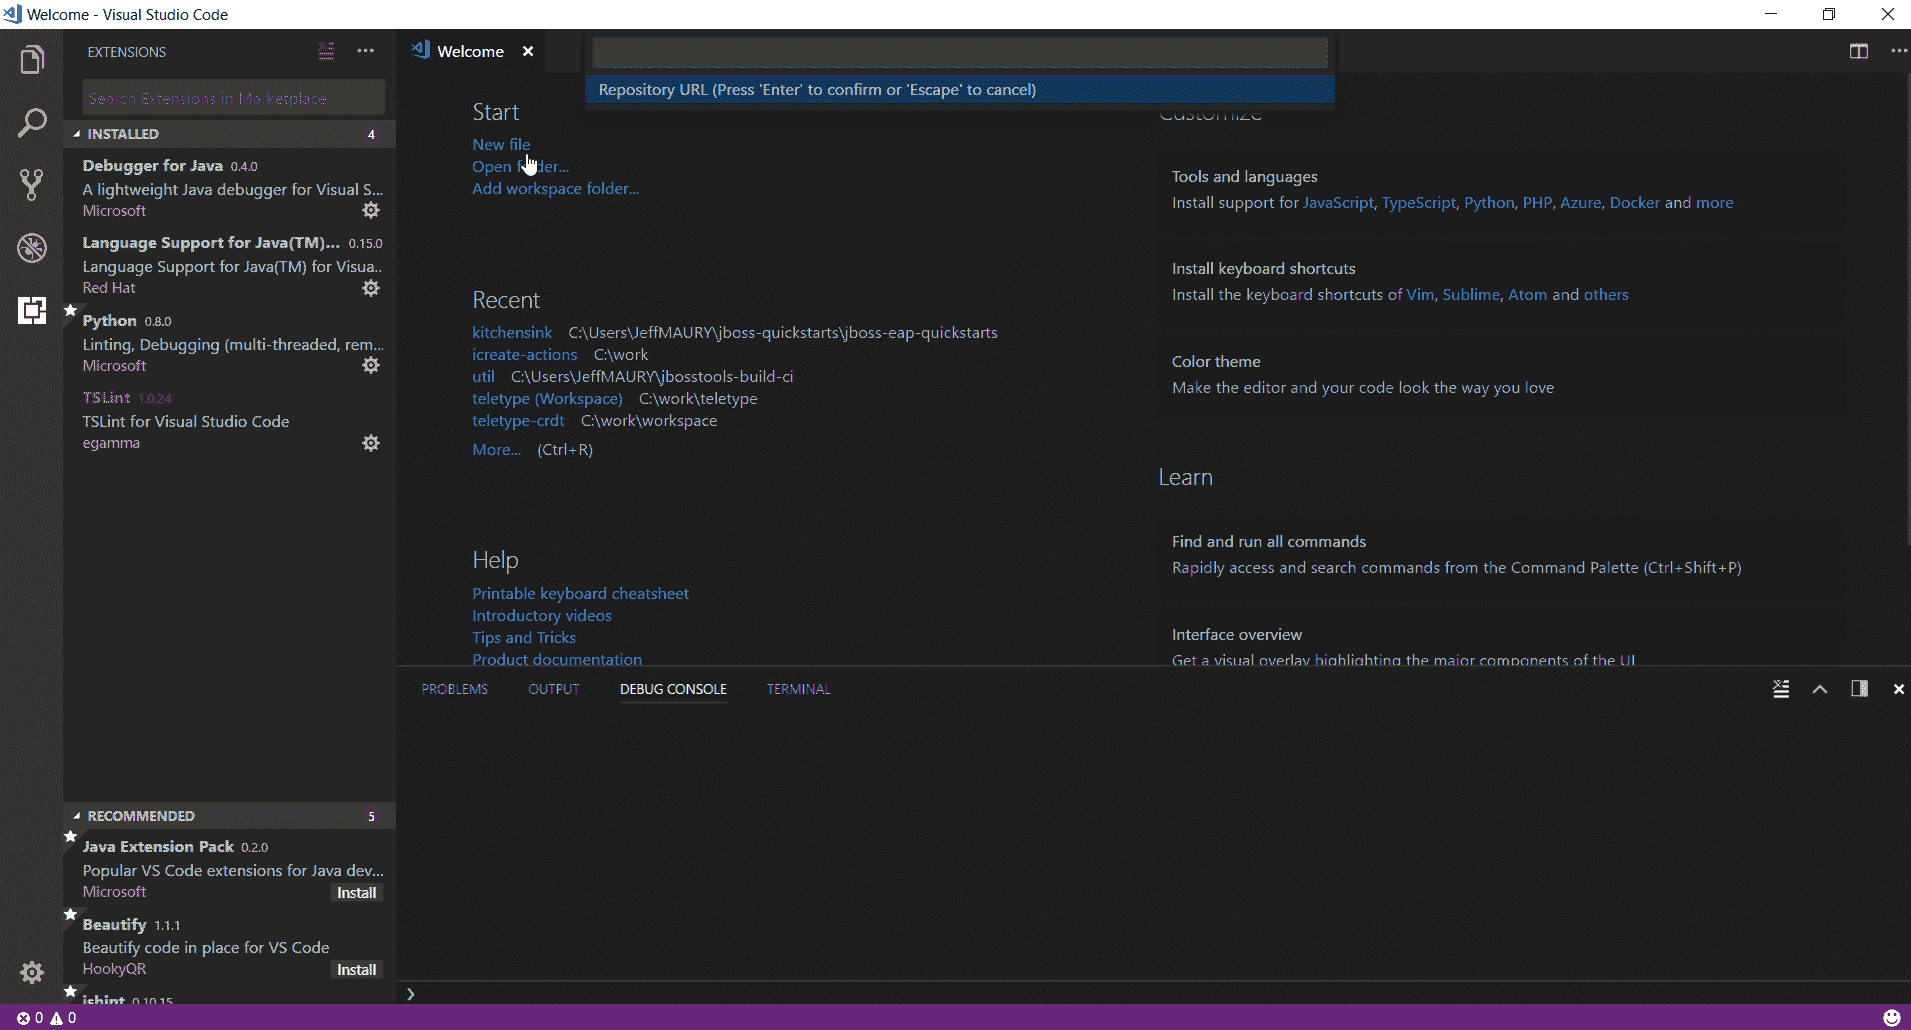 Welcome - Visual Studio Code
EXTENSIONS
Search Extensions in Marketplace
INSTALLED 4
Debugger for Java 0.4.0
A lightweight Java debugger for Visual S...
Microsoft
Language Support for Java(TM)... 0.15.0
Language Support for Java(TM) for Visua..
Red Hat
Python 0.8.0
Linting, Debugging (multi-threaded, rem...
Microsoft
TSLint 1.0.24
TSLint for Visual Studio Code
egamma
RECOMMENDED 5
Java Extension Pack 0.2.0
Popular VS Code extensions for Java dev...
Microsoft Install
Beautify 1.1.1
Beautify code in place for VS Code
HookyQR Install
jshint 0.10.15
Welcome
Repository URL (Press 'Enter' to confirm or 'Escape' to cancel)
Start
New file
Open folder...
Add workspace folder...
Recent
kitchensink C:\Users\JeffMAURY\jboss-quickstarts\jboss-eap-quickstarts
icreate-actions C:\work
util C:\Users\JeffMAURY\jbosstools-build-ci
teletype (Workspace) C:\work\teletype
teletype-crdt C:\work\workspace
More... (Ctrl+R)
Help
Printable keyboard cheatsheet
Introductory videos
Tips and Tricks
Product documentation
Customize
Tools and languages
Install support for JavaScript, TypeScript, Python, PHP, Azure, Docker and more
Install keyboard shortcuts
Install the keyboard shortcuts of Vim, Sublime, Atom and others
Color theme
Make the editor and your code look the way you love
Learn
Find and run all commands
Rapidly access and search commands from the Command Palette (Ctrl+Shift+P)
Interface overview
Get a visual overlay highlighting the major components of the UI
PROBLEMS OUTPUT DEBUG CONSOLE TERMINAL
0 0